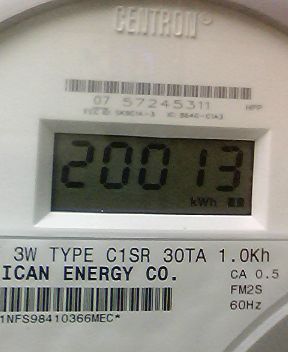 CENTRON®
07 57245311 HPP
20013
kWh
3W TYPE C1SR 30TA 1.0Kh
ICAN ENERGY CO.
CA 0.5
FM2S
60Hz
1NFS98410366MEC*